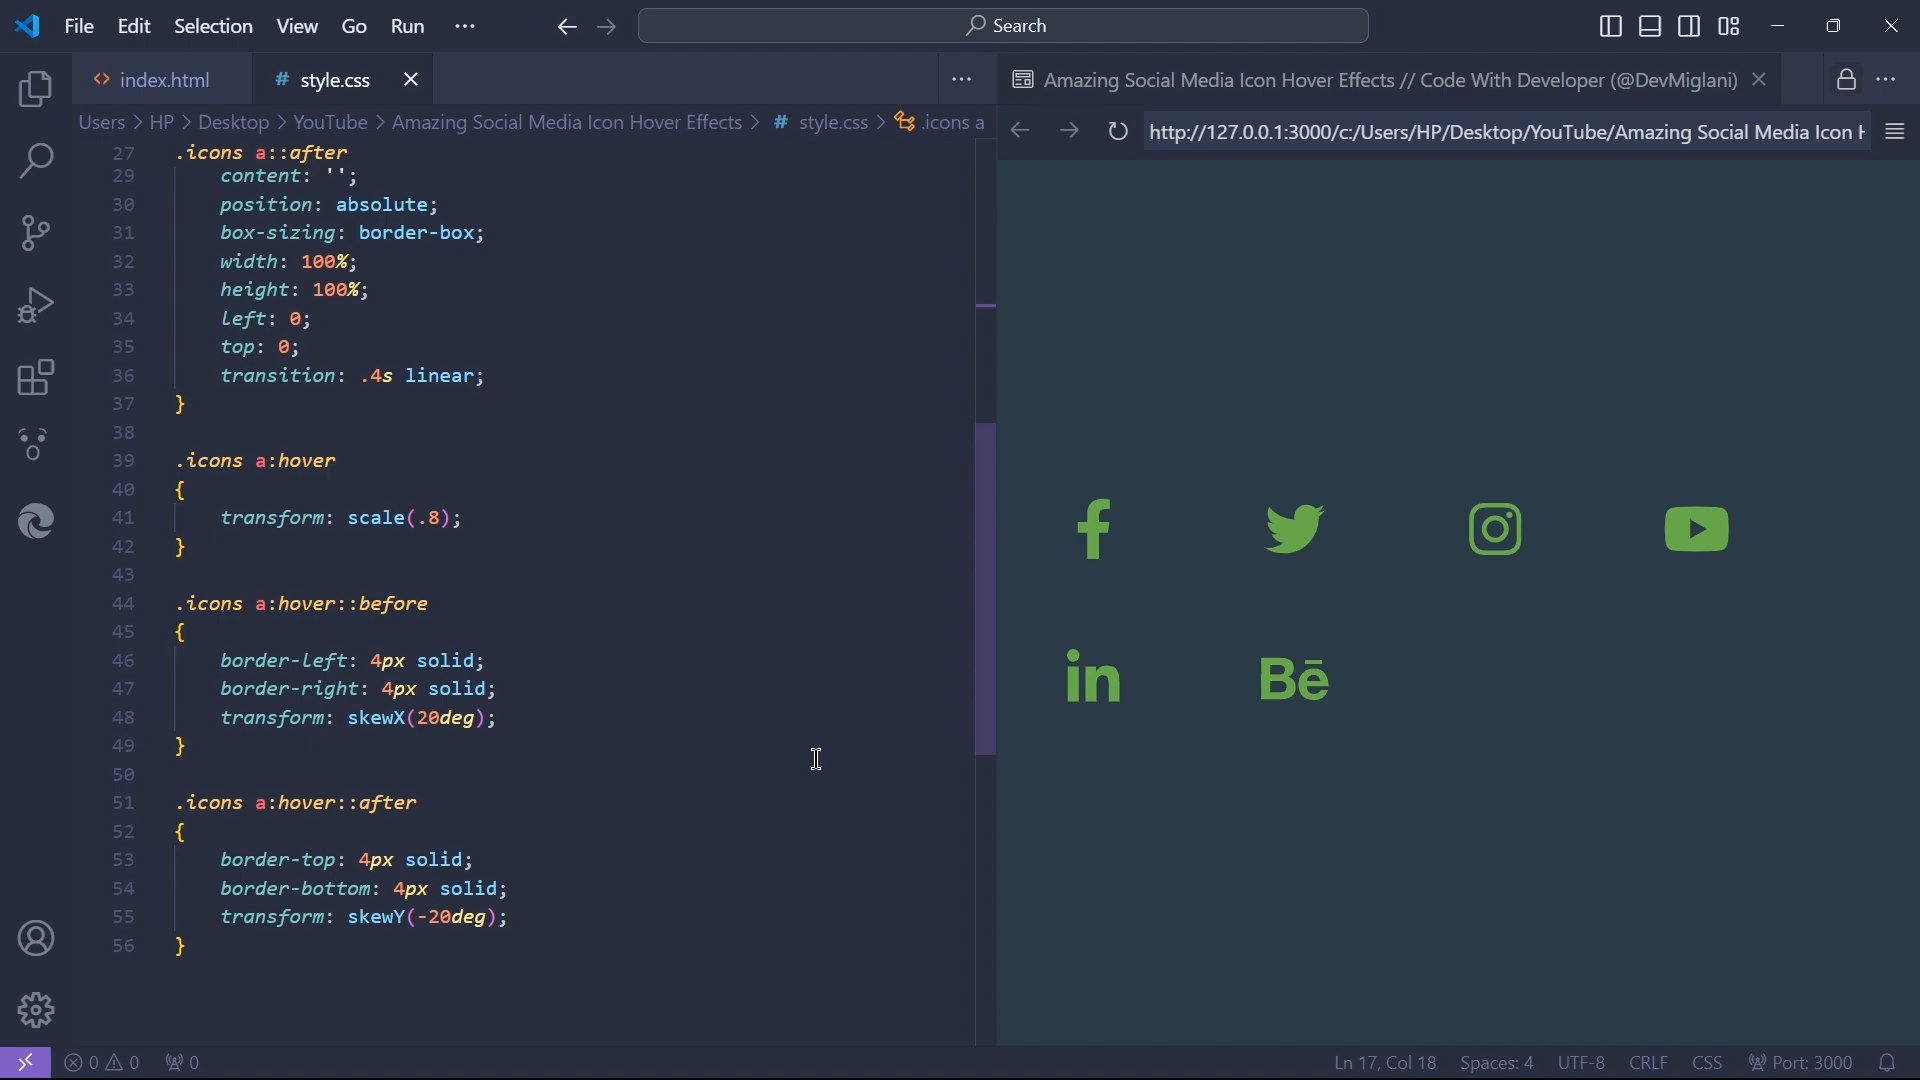 File Edit Selection View Go Run ··· Search
index.html # style.css
Amazing Social Media Icon Hover Effects // Code With Developer (@DevMiglani)
Users > HP > Desktop > YouTube > Amazing Social Media Icon Hover Effects > # style.css > .icons a
http://127.0.0.1:3000/c:/Users/HP/Desktop/YouTube/Amazing Social Media Icon
27 .icons a::after
29 content: '';
30 position: absolute;
31 box-sizing: border-box;
32 width: 100%;
33 height: 100%;
34 left: 0;
35 top: 0;
36 transition: .4s linear;
37 }
38
39 .icons a:hover
40 {
41 transform: scale(.8);
42 }
43
44 .icons a:hover::before
45 {
46 border-left: 4px solid;
47 border-right: 4px solid;
48 transform: skewX(20deg);
49 }
50
51 .icons a:hover::after
52 {
53 border-top: 4px solid;
54 border-bottom: 4px solid;
55 transform: skewY(-20deg);
56 }
in Bē
0 0 0 Ln 17, Col 18 Spaces: 4 UTF-8 CRLF CSS Port: 3000